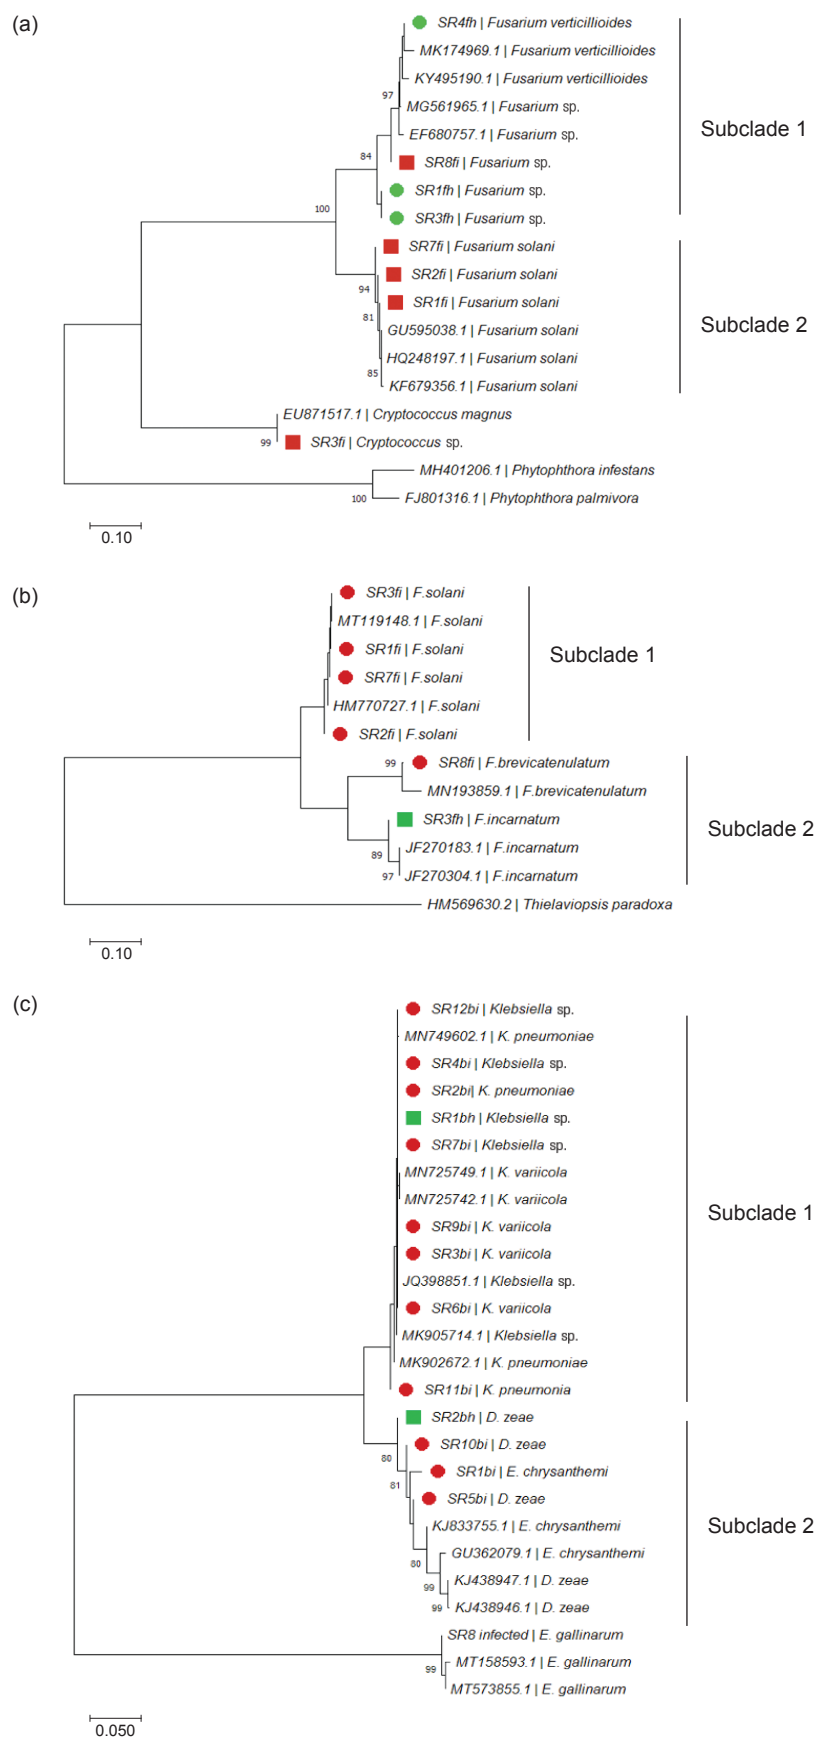 (a)
SR4fh | Fusarium verticillioides
MK174969.1 | Fusarium verticillioides
KY495190.1 | Fusarium verticillioides
97
MG561965.1 | Fusarium sp.
EF680757.1 | Fusarium sp.
Subclade 1
84
SR8fi | Fusarium sp.
SR1fh | Fusarium sp.
100
SR3fh | Fusarium sp.
SR7fi | Fusarium solani
SR2fi | Fusarium solani
94
SR1fi | Fusarium solani
81
GU595038.1 | Fusarium solani
Subclade 2
HQ248197.1 | Fusarium solani
85
KF679356.1 | Fusarium solani
EU871517.1 | Cryptococcus magnus
99
SR3fi | Cryptococcus sp.
MH401206.1 | Phytophthora infestans
100
FJ801316.1 | Phytophthora palmivora
0.10
(b)
SR3fi | F.solani
MT119148.1 | F.solani
SR1fi | F.solani
Subclade 1
SR7fi | F.solani
HM770727.1 | F.solani
SR2fi | F.solani
99
SR8fi | F.brevicatenulatum
MN193859.1 | F.brevicatenulatum
SR3fh | F.incarnatum
Subclade 2
89
JF270183.1 | F.incarnatum
97
JF270304.1 | F.incarnatum
HM569630.2 | Thielaviopsis paradoxa
0.10
(c)
SR12bi | Klebsiella sp.
MN749602.1 | K. pneumoniae
SR4bi | Klebsiella sp.
SR2bi| K. pneumoniae
SR1bh | Klebsiella sp.
SR7bi | Klebsiella sp.
MN725749.1 | K. variicola
MN725742.1 | K. variicola
Subclade 1
SR9bi | K. variicola
SR3bi | K. variicola
JQ398851.1 | Klebsiella sp.
SR6bi | K. variicola
MK905714.1 | Klebsiella sp.
MK902672.1 | K. pneumoniae
SR11bi | K. pneumonia
SR2bh | D. zeae
SR10bi | D. zeae
80
SR1bi | E. chrysanthemi
81
SR5bi | D. zeae
KJ833755.1 | E. chrysanthemi
Subclade 2
GU362079.1 | E. chrysanthemi
80
KJ438947.1 | D. zeae
99
KJ438946.1 | D. zeae
99
SR8 infected | E. gallinarum
MT158593.1 | E. gallinarum
99
MT573855.1 | E. gallinarum
0.050